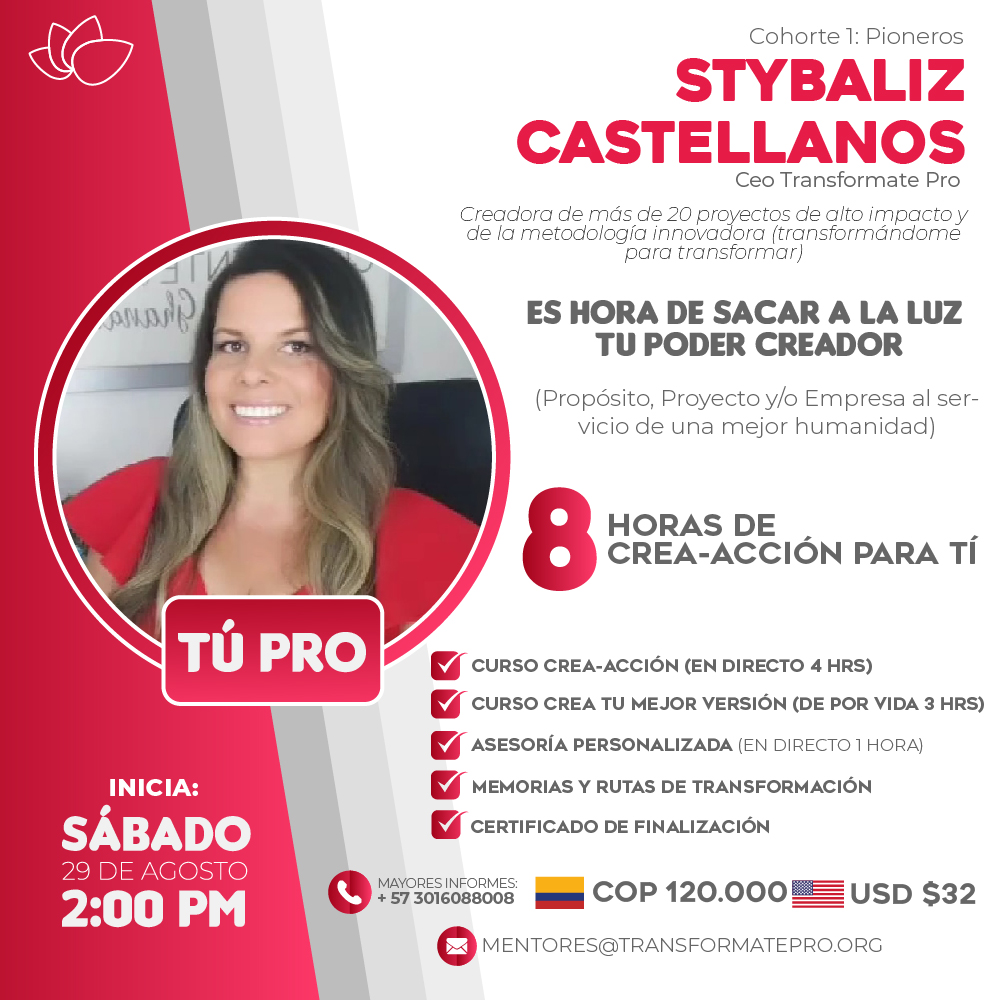 Cohorte 1: Pioneros
STYBALIZ
CASTELLANOS
Ceo Transformate Pro
Creadora de más de 20 proyectos de alto impacto y
de la metodología innovadora (transformándome
para transformar)
ES HORA DE SACAR A LA LUZ
TU PODER CREADOR
(Propósito, Proyecto y/o Empresa al ser-
vicio de una mejor humanidad)
8 HORAS DE
CREA-ACCIÓN PARA TÍ
TÚ PRO
CURSO CREA-ACCIÓN (EN DIRECTO 4 HRS)
CURSO CREA TU MEJOR VERSIÓN (DE POR VIDA 3 HRS)
ASESORÍA PERSONALIZADA (EN DIRECTO 1 HORA)
MEMORIAS Y RUTAS DE TRANSFORMACIÓN
CERTIFICADO DE FINALIZACIÓN
INICIA:
SÁBADO
29 DE AGOSTO
2:00 PM
MAYORES INFORMES:
+ 57 3016088008
COP 120.000
USD $32
MENTORES@TRANSFORMATEPRO.ORG